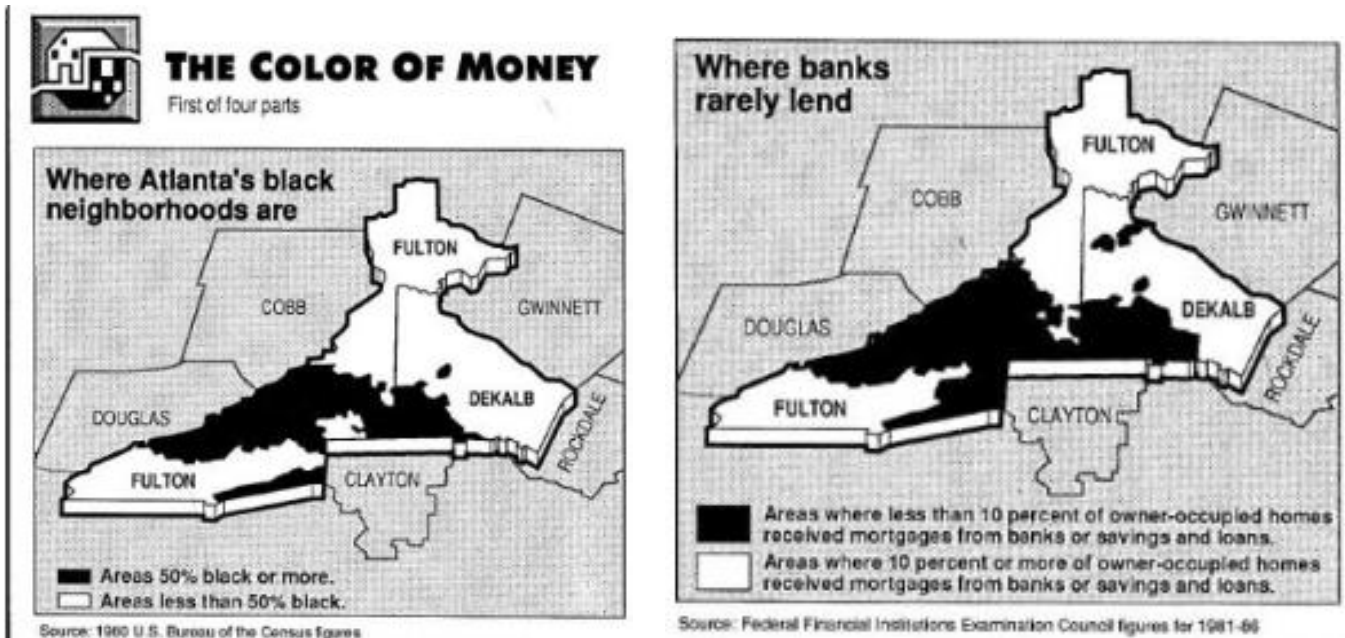 THE COLOR OF MONEY
First of four parts
Where Atlanta's black
neighborhoods are
FULTON
COBB
GWINNETT
DOUGLAS
DEKALB
ROCKDALE
FULTON
CLAYTON
Areas 50% black or more.
Areas less than 50% black.
Source: 1980 U.S. Bureau of the Census figures
Where banks
rarely lend
FULTON
COBB
GWINNETT
DOUGLAS
DEKALB
ROCKDALE
FULTON
CLAYTON
Areas where less than 10 percent of owner-occupied homes
received mortgages from banks or savings and loans.
Areas where 10 percent or more of owner-occupied homes
received mortgages from banks or savings and loans.
Source: Federal Financial Institutions Examination Council figures for 1981-86